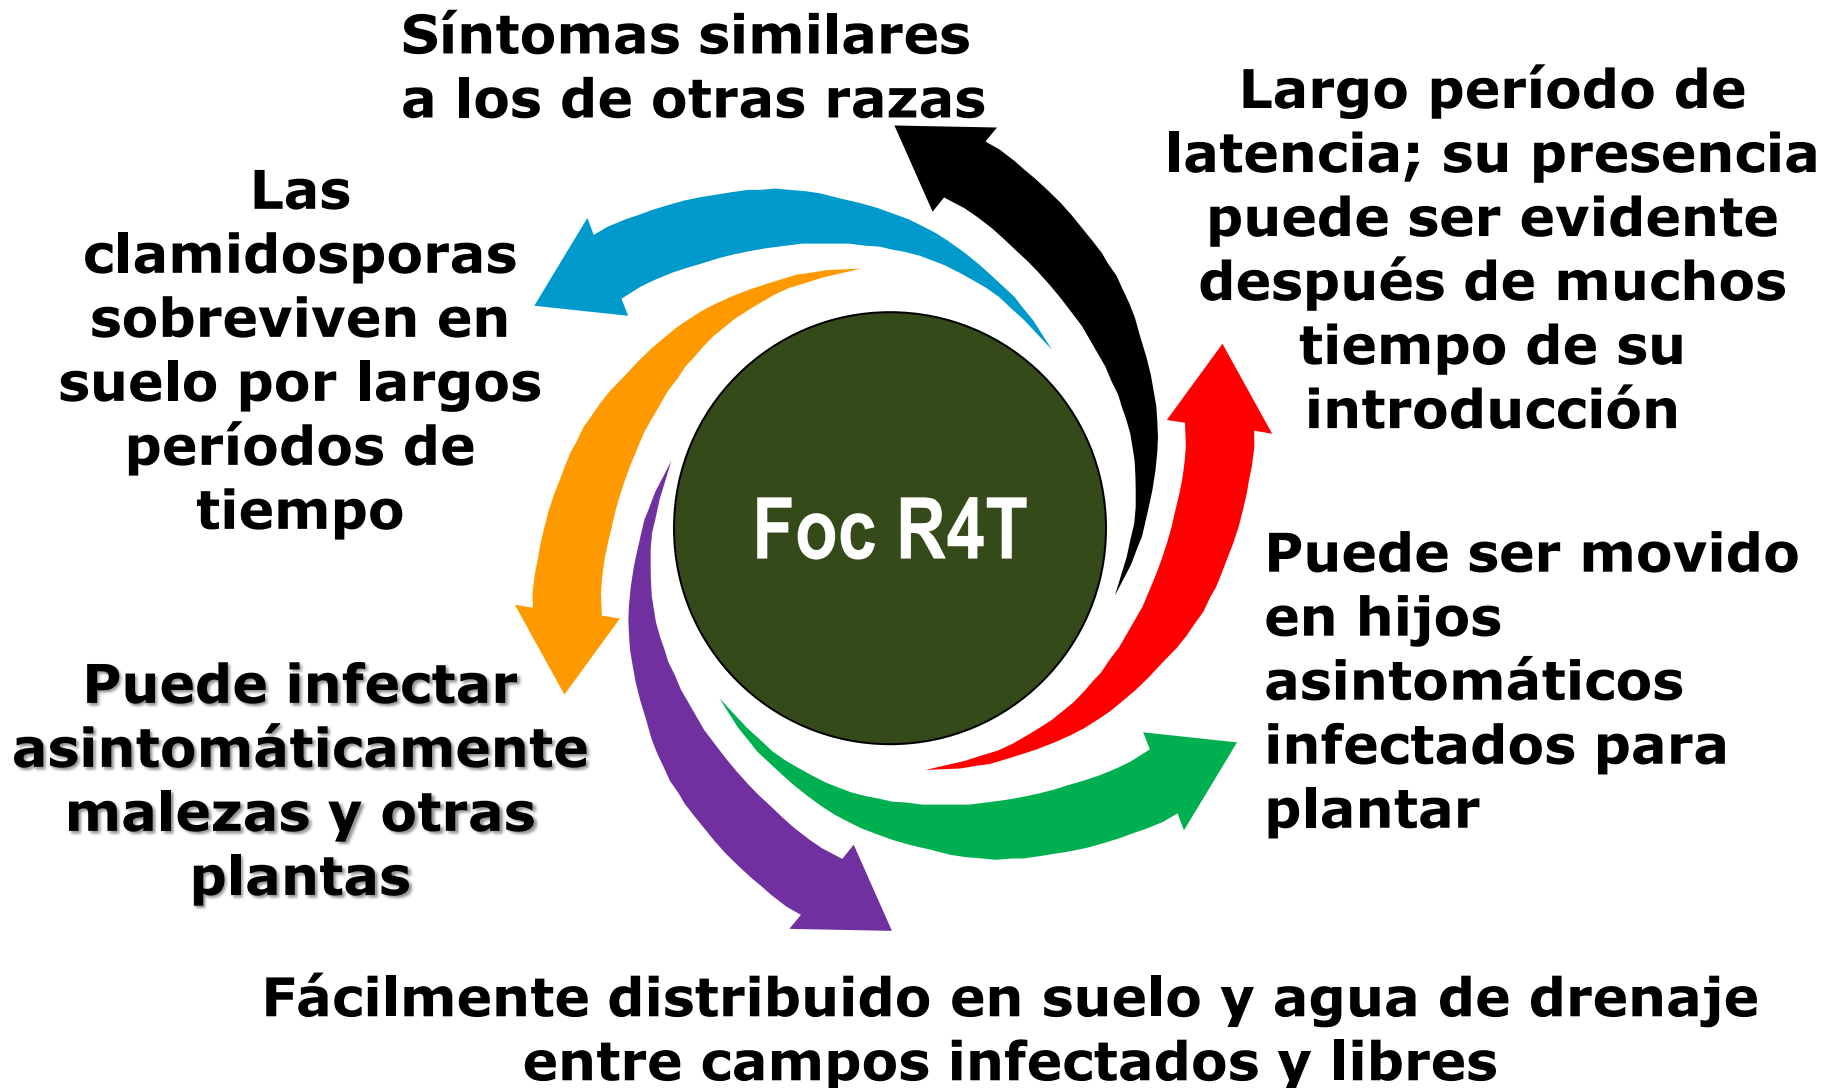 Síntomas similares
a los de otras razas
Largo período de
latencia; su presencia
puede ser evidente
después de muchos
tiempo de su
introducción
Las
clamidosporas
sobreviven en
suelo por largos
períodos de
tiempo
Foc R4T
Puede ser movido
en hijos
asintomáticos
infectados para
plantar
Puede infectar
asintomáticamente
malezas y otras
plantas
Fácilmente distribuido en suelo y agua de drenaje
entre campos infectados y libres